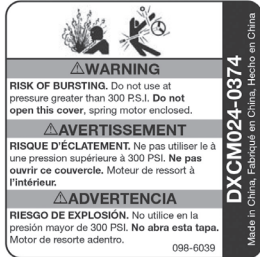 ⚠WARNING
RISK OF BURSTING. Do not use at
pressure greater than 300 P.S.I. Do not
open this cover, spring motor enclosed.
⚠AVERTISSEMENT
RISQUE D'ÉCLATEMENT. Ne pas utiliser le à
une pression supérieure à 300 PSI. Ne pas
ouvrir ce couvercle. Moteur de ressort à
l'intérieur.
⚠ADVERTENCIA
RIESGO DE EXPLOSIÓN. No utilice en la
presión mayor de 300 PSI. No abra esta tapa.
Motor de resorte adentro.
098-6039
DXCM024-0374
Made in China, Fabriqué en China, Hecho en China